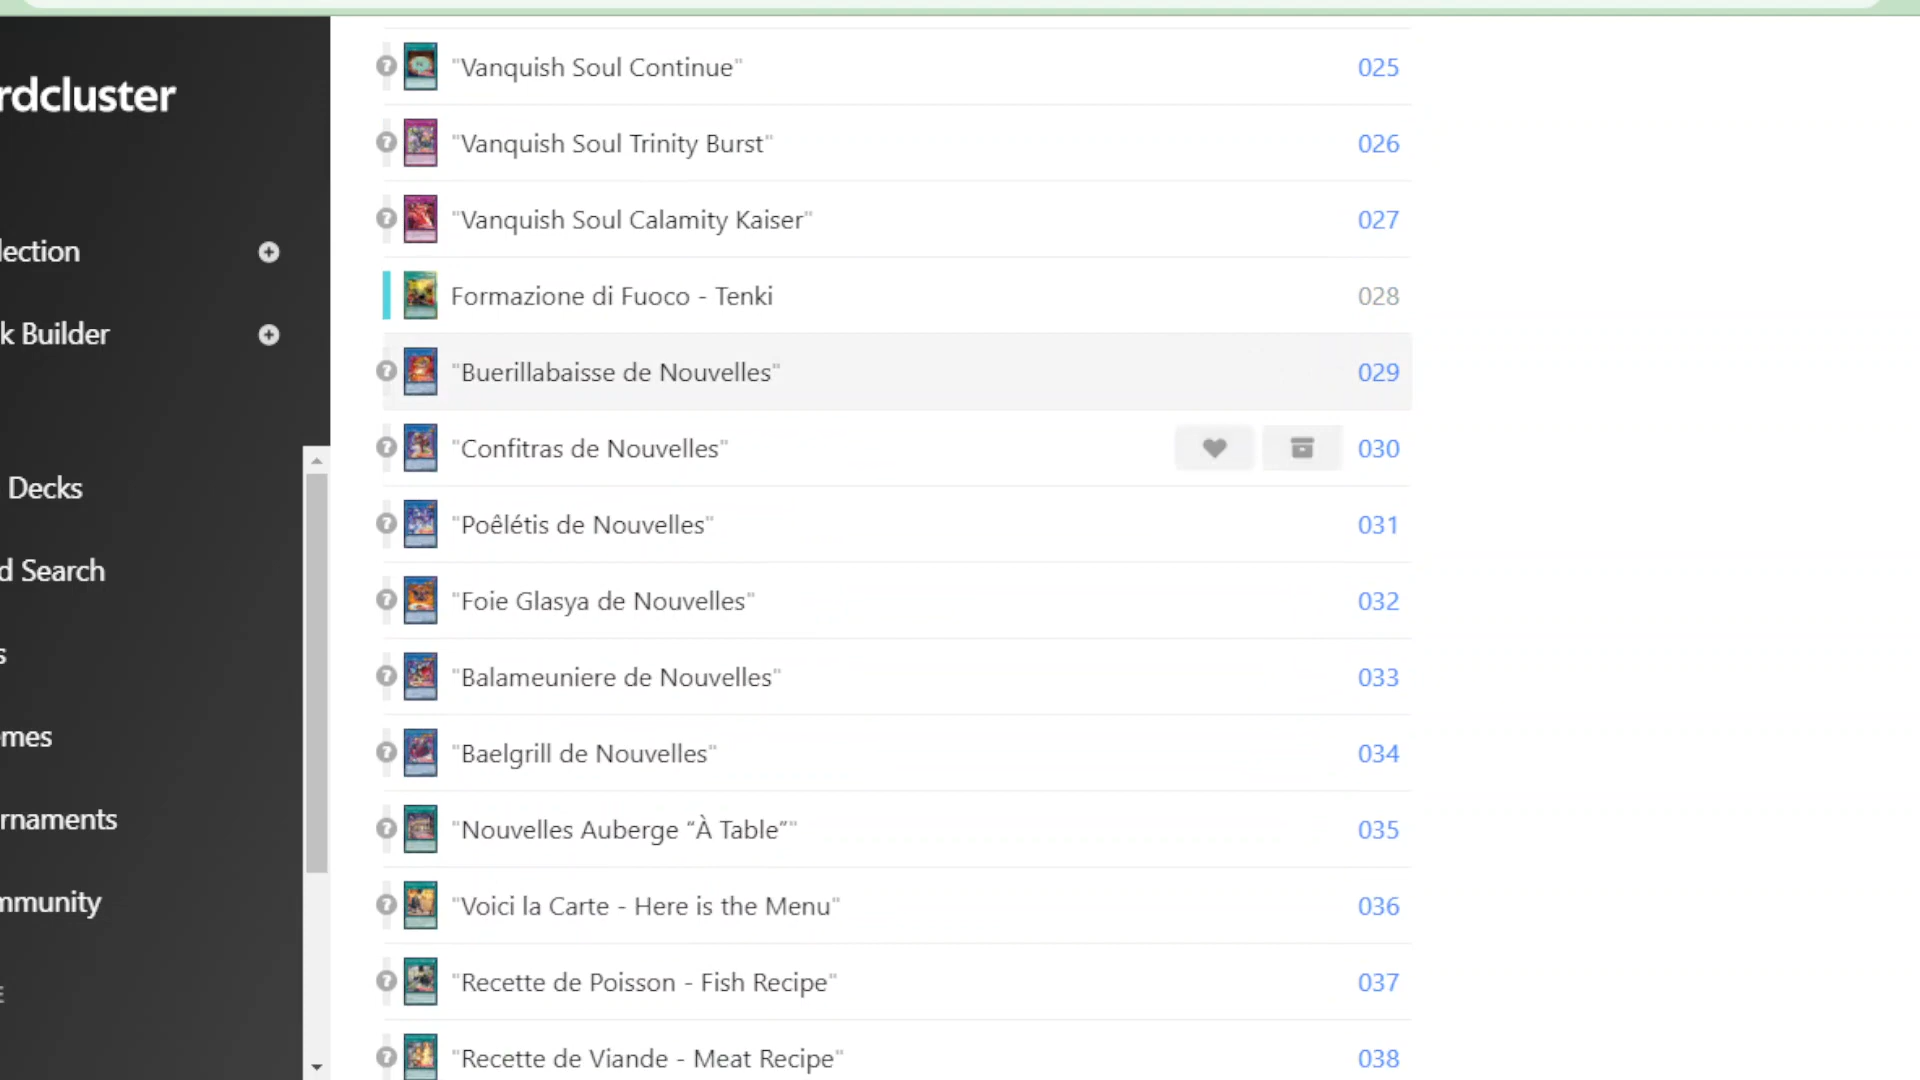 rdcluster
lection
k Builder
Decks
d Search
s
mes
rnaments
mmunity
E
"Vanquish Soul Continue" 025
"Vanquish Soul Trinity Burst" 026
"Vanquish Soul Calamity Kaiser" 027
Formazione di Fuoco - Tenki 028
"Buerillabaisse de Nouvelles" 029
"Confitras de Nouvelles" 030
"Poêlétis de Nouvelles" 031
"Foie Glasya de Nouvelles" 032
"Balameuniere de Nouvelles" 033
"Baelgrill de Nouvelles" 034
"Nouvelles Auberge “À Table”" 035
"Voici la Carte - Here is the Menu" 036
"Recette de Poisson - Fish Recipe" 037
"Recette de Viande - Meat Recipe" 038